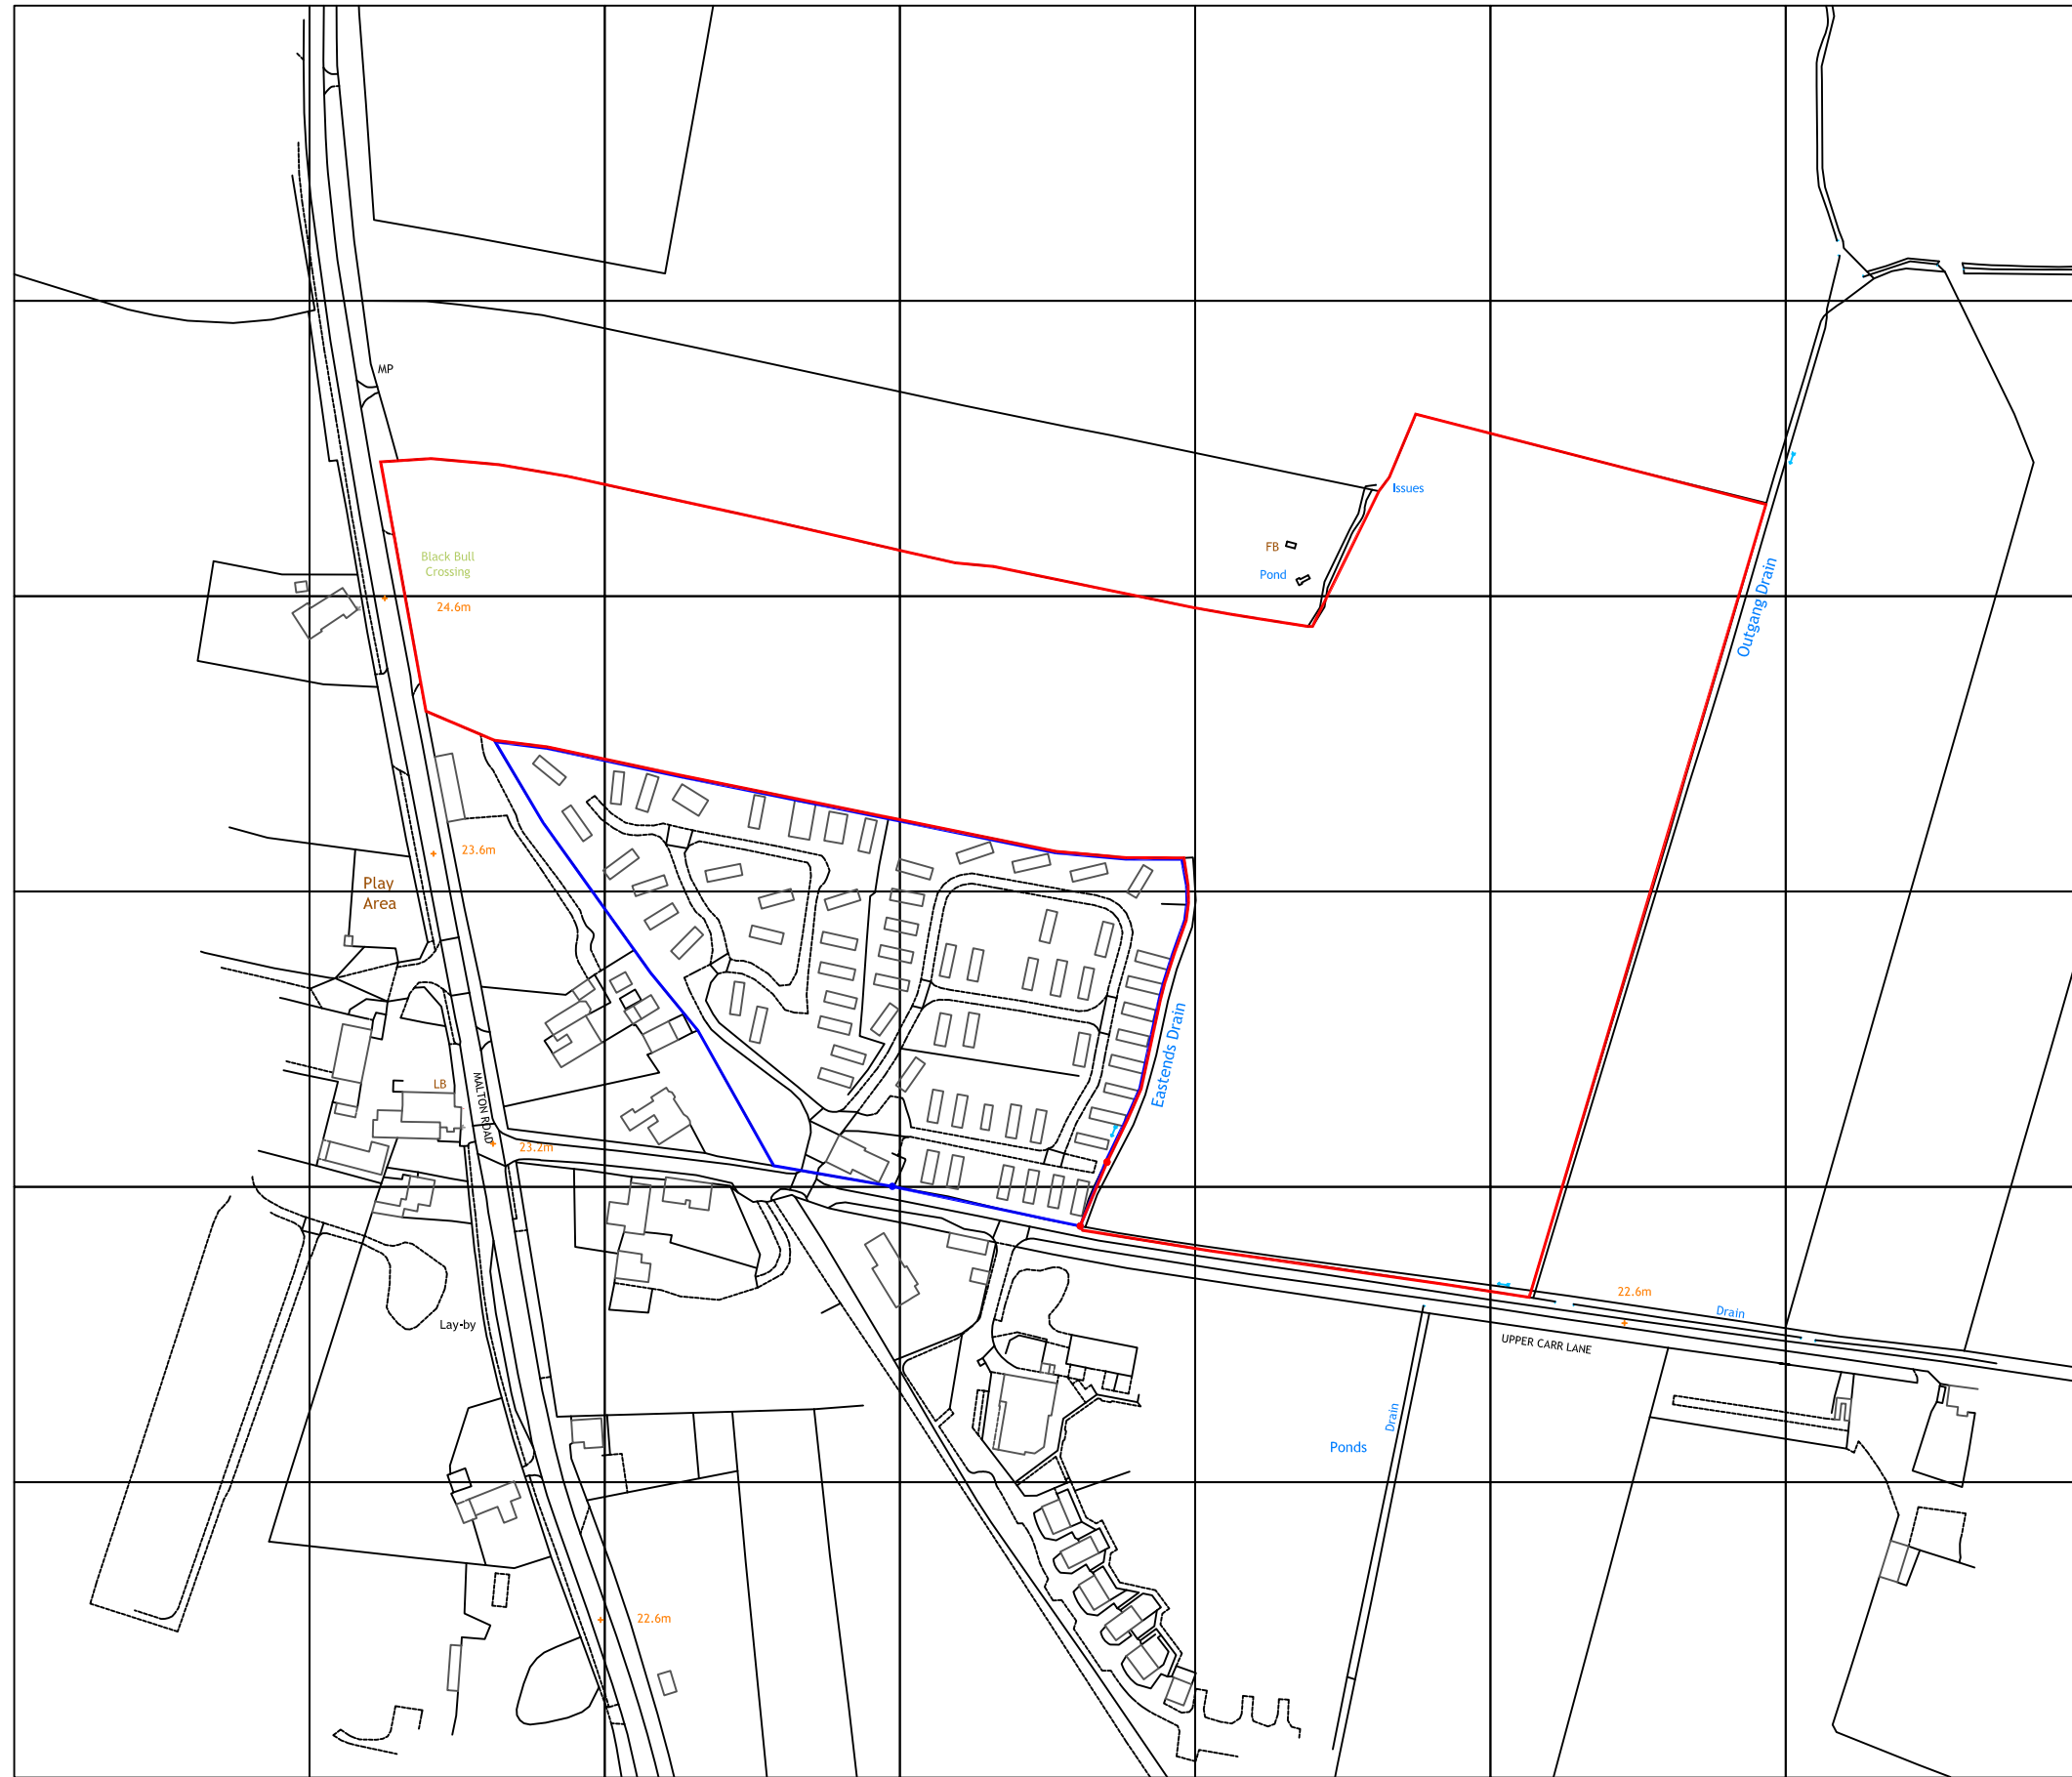 MP
Issues
Black Bull
Crossing
FB
Pond
24.6m
Outgang Drain
23.6m
Play
Area
Eastends Drain
LB
MALTON ROAD
23.2m
22.6m
Drain
Lay-by
UPPER CARR LANE
Drain
Ponds
22.6m